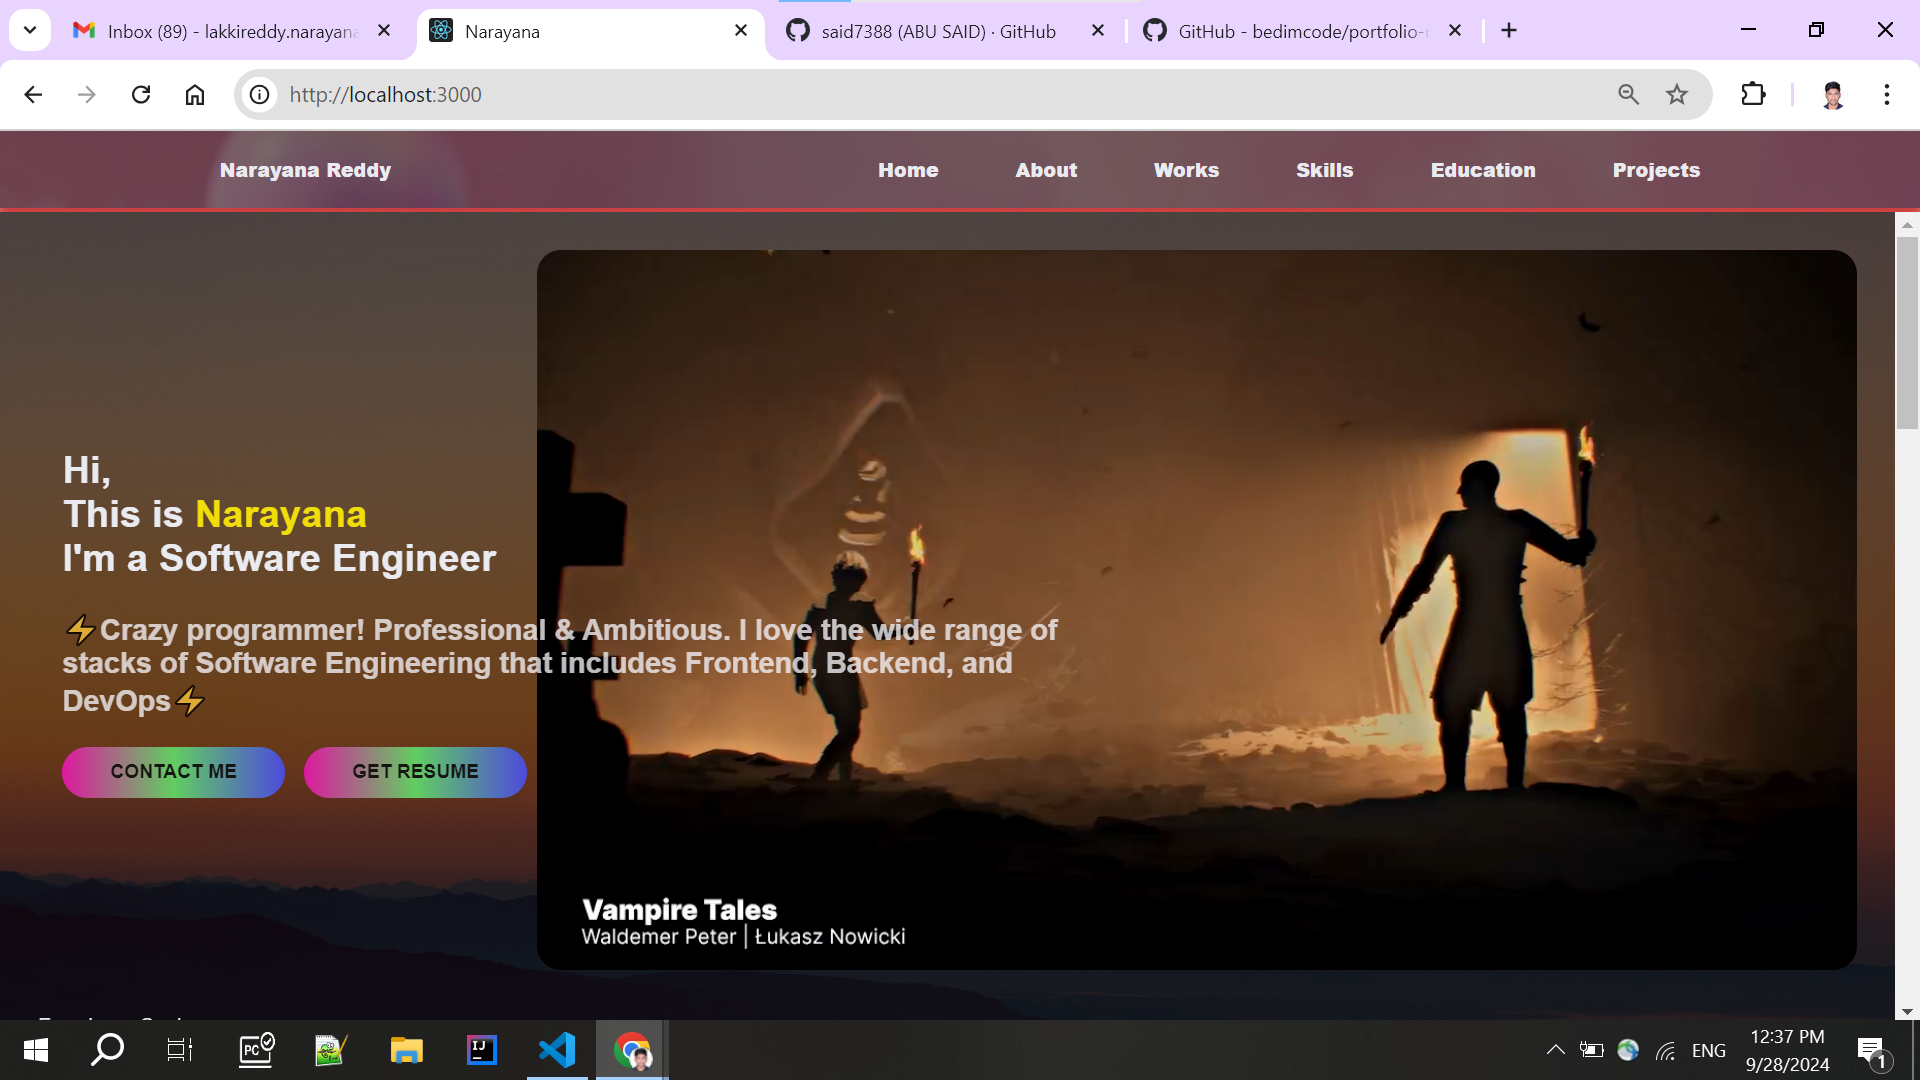 Inbox (89) - lakkireddy.narayana
Narayana
said7388 (ABU SAID) · GitHub
GitHub - bedimcode/portfolio-r
http://localhost:3000
Narayana Reddy
Home
About
Works
Skills
Education
Projects
Hi,
This is Narayana
I'm a Software Engineer
⚡Crazy programmer! Professional & Ambitious. I love the wide range of
stacks of Software Engineering that includes Frontend, Backend, and
DevOps⚡
CONTACT ME
GET RESUME
Vampire Tales
Waldemer Peter | Łukasz Nowicki
PC
IJ
ENG
12:37 PM
9/28/2024
1